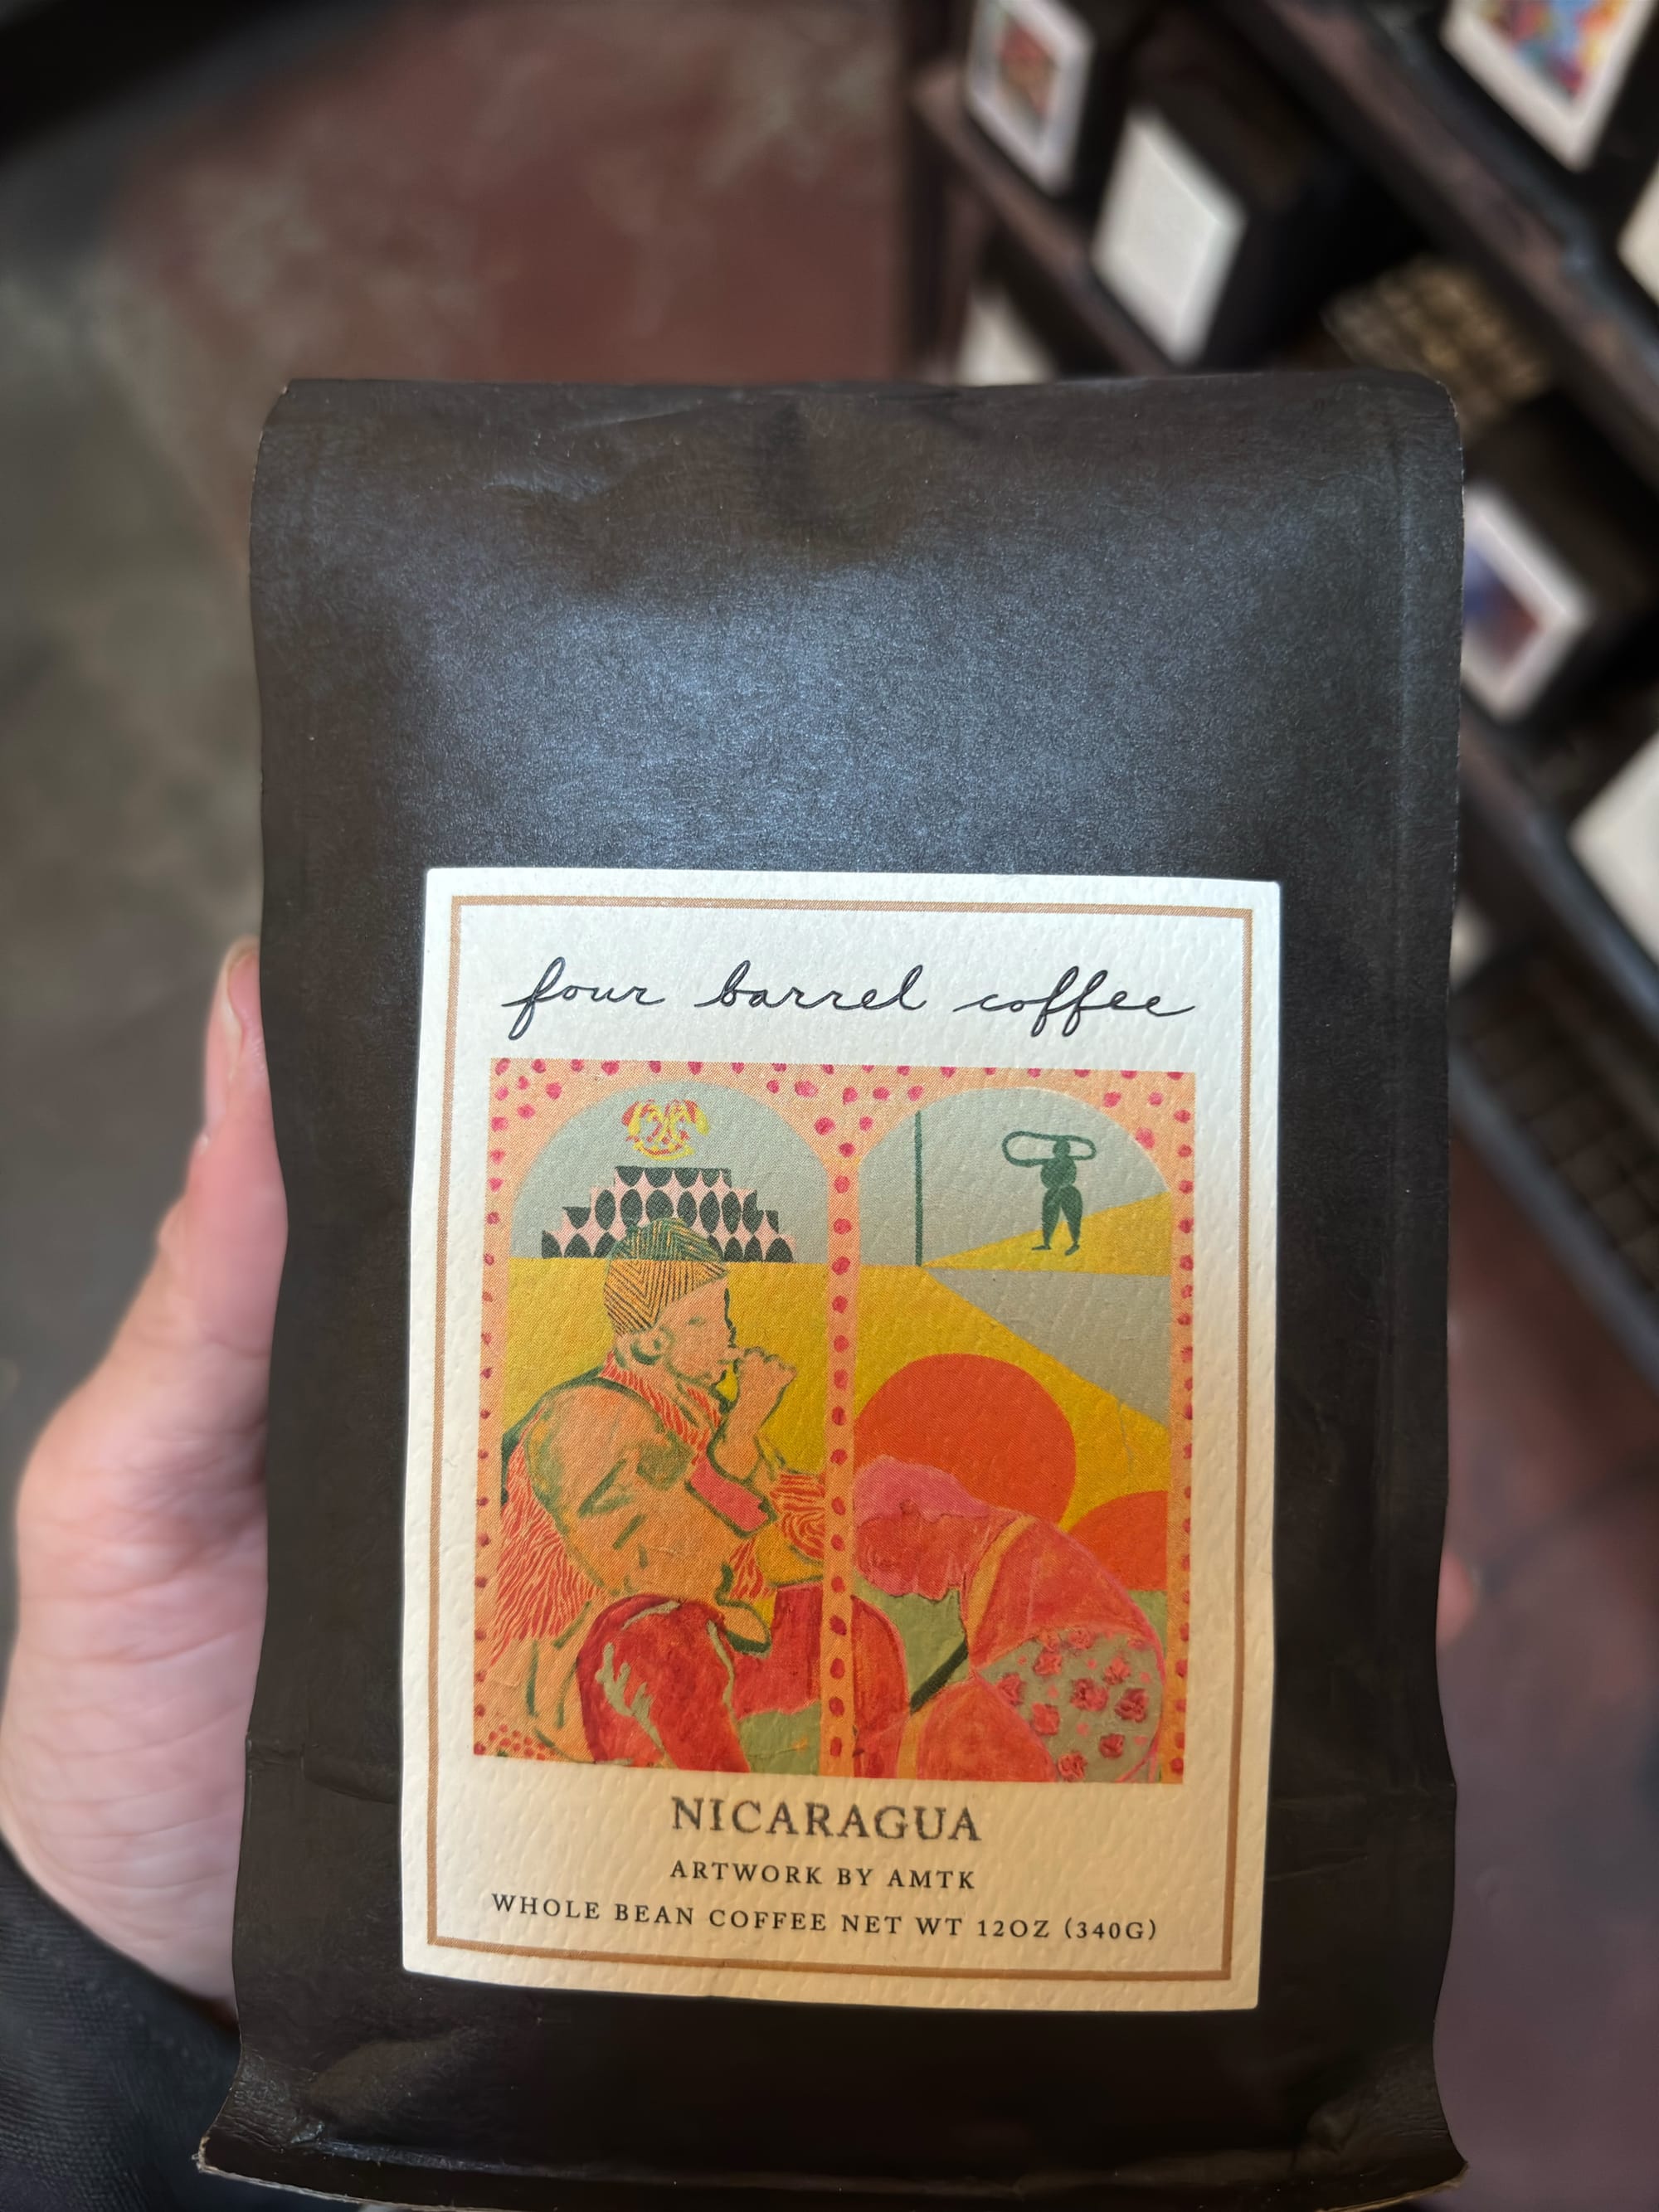 four barrel coffee
NICARAGUA
ARTWORK BY AMTK
WHOLE BEAN COFFEE NET WT 12OZ (340G)